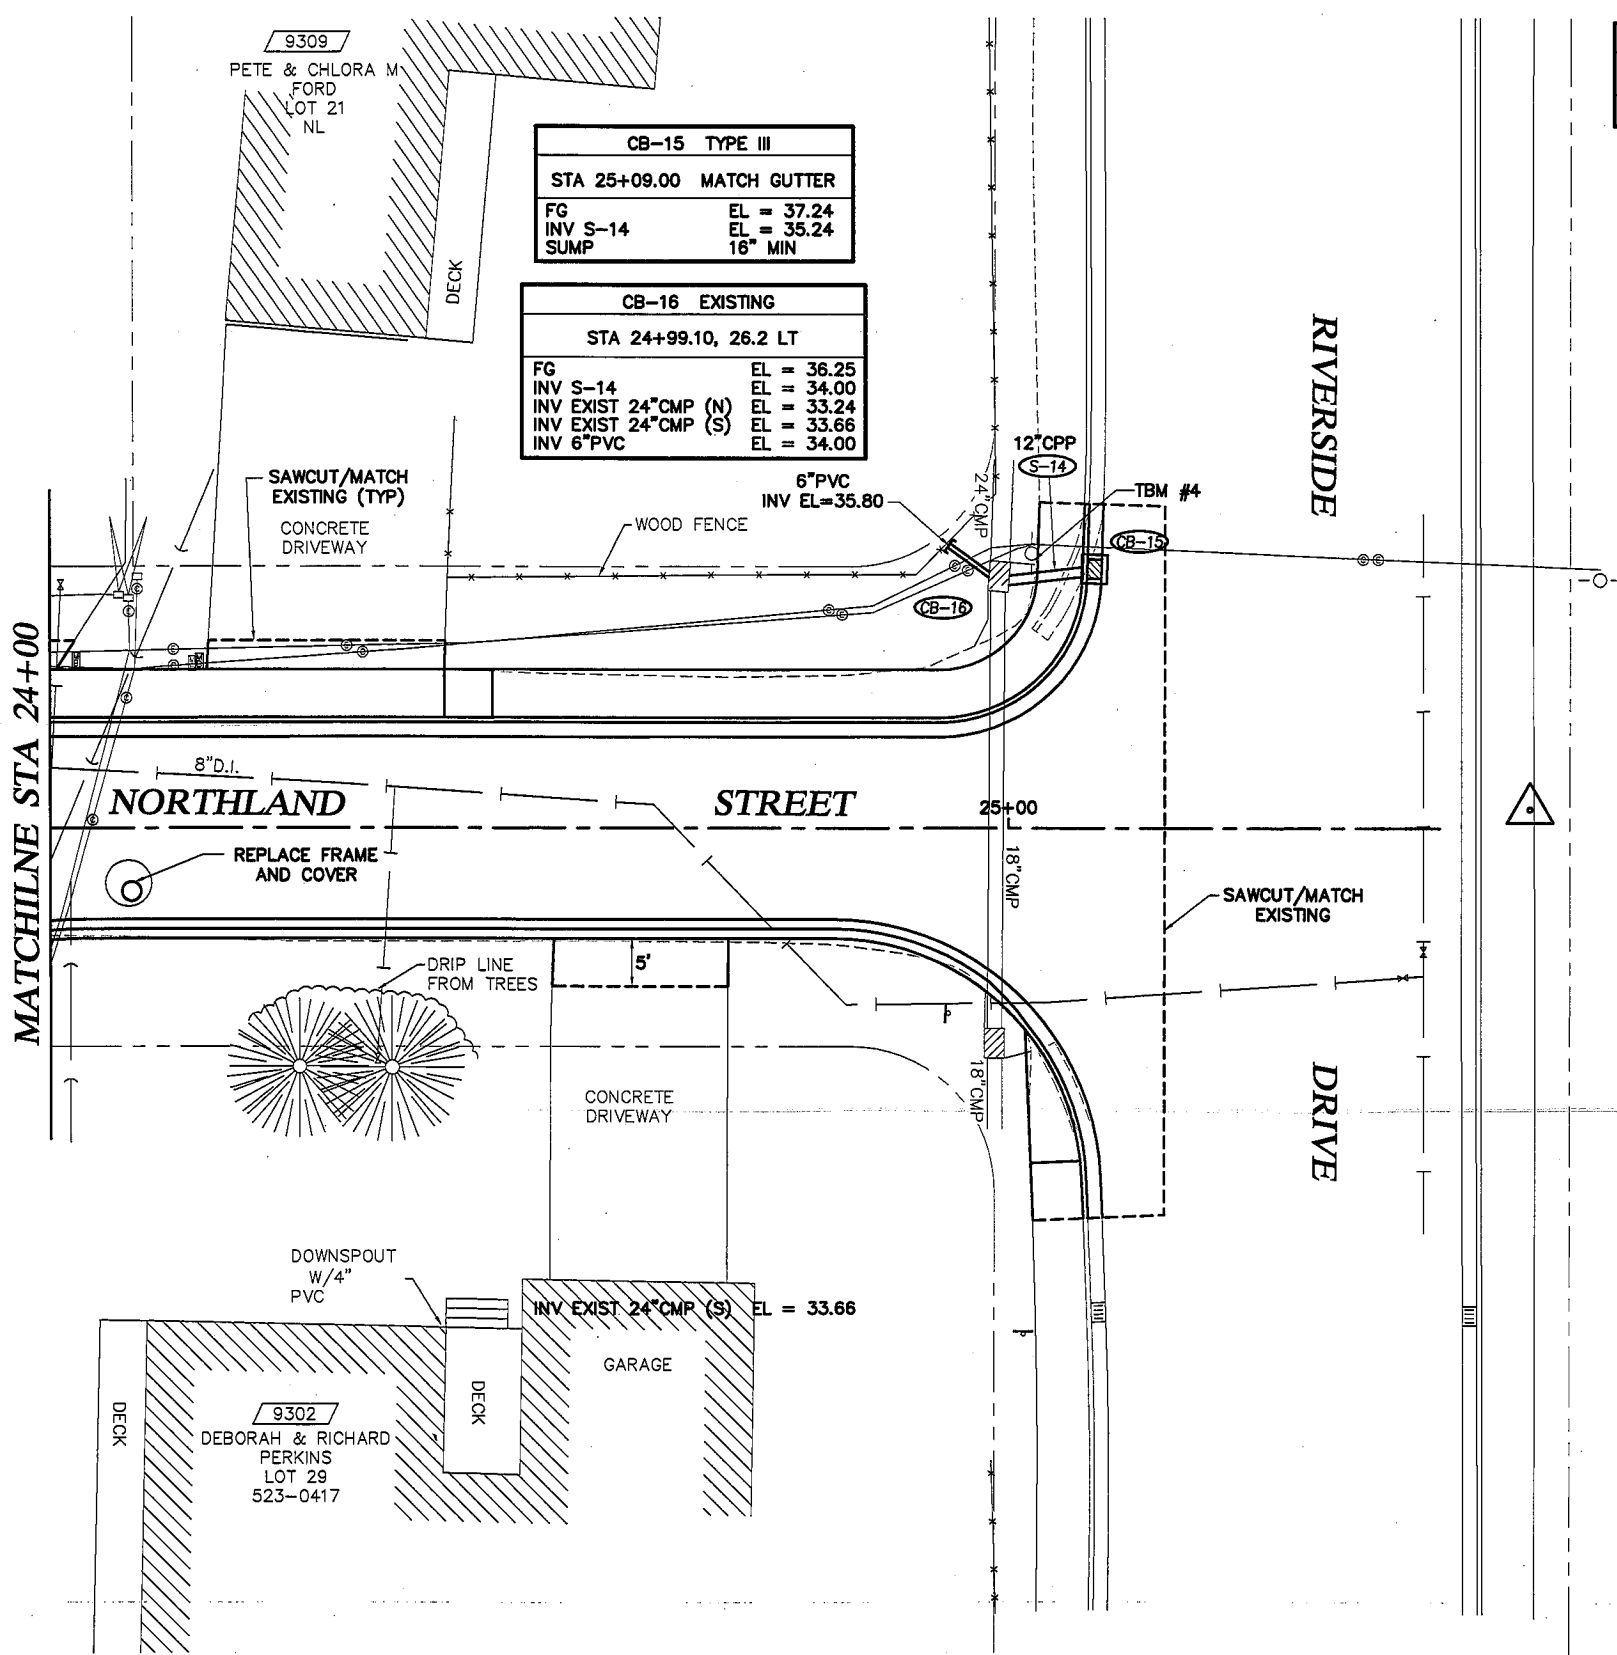 9309
PETE & CHLORA M
FORD
LOT 21
NL
DECK
CB-15 TYPE III
STA 25+09.00 MATCH GUTTER
FG EL = 37.24
INV S-14 EL = 35.24
SUMP 16" MIN
CB-16 EXISTING
STA 24+99.10, 26.2 LT
FG EL = 36.25
INV S-14 EL = 34.00
INV EXIST 24"CMP (N) EL = 33.24
INV EXIST 24"CMP (S) EL = 33.66
INV 6"PVC EL = 34.00
RIVERSIDE
12"CPP
S-14
SAWCUT/MATCH
EXISTING (TYP)
CONCRETE
DRIVEWAY
WOOD FENCE
6"PVC
INV EL=35.80
24"CMP
TBM #4
CB-15
CB-16
MATCHILNE STA 24+00
8"D.I.
NORTHLAND STREET
25+00
18"CMP
REPLACE FRAME
AND COVER
SAWCUT/MATCH
EXISTING
5'
DRIP LINE
FROM TREES
18"CMP
CONCRETE
DRIVEWAY
DRIVE
DOWNSPOUT
W/4"
PVC
INV EXIST 24"CMP (S) EL = 33.66
GARAGE
DECK
DECK
9302
DEBORAH & RICHARD
PERKINS
LOT 29
523-0417